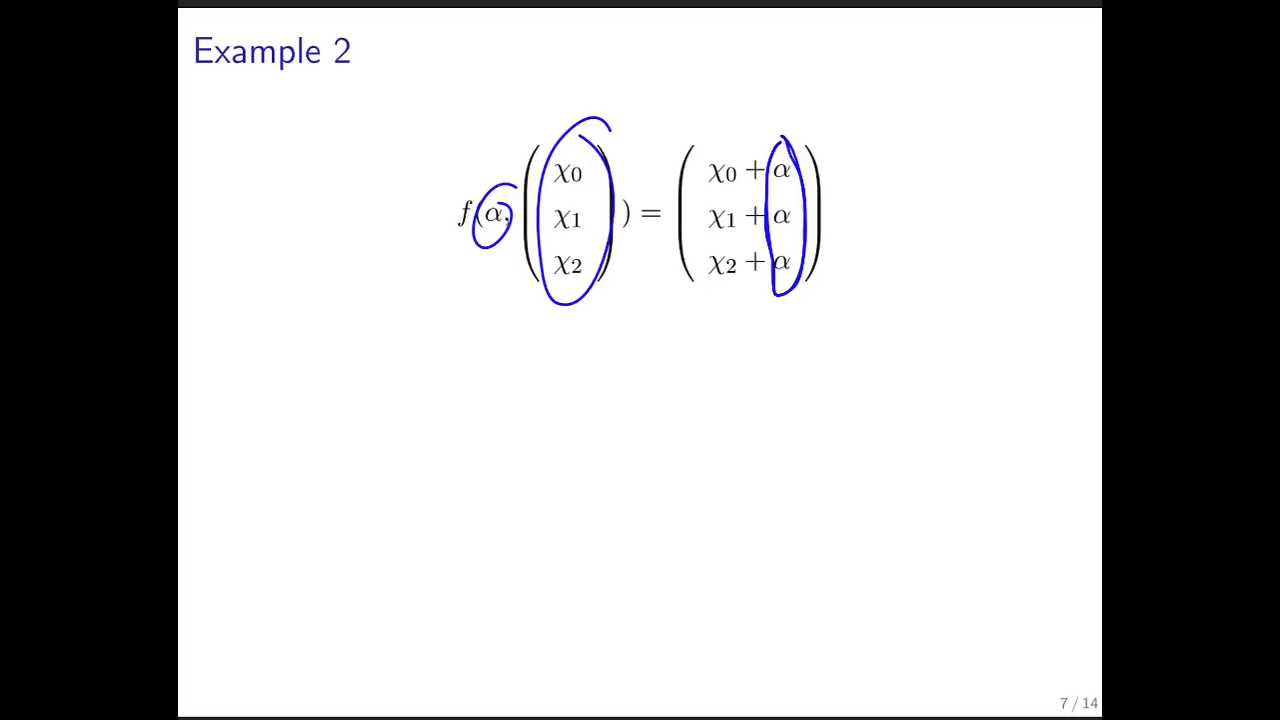 Example 2
f(α, ( χ0 χ1 χ2 ) ) = ( χ0 + α χ1 + α χ2 + α )
7 / 14